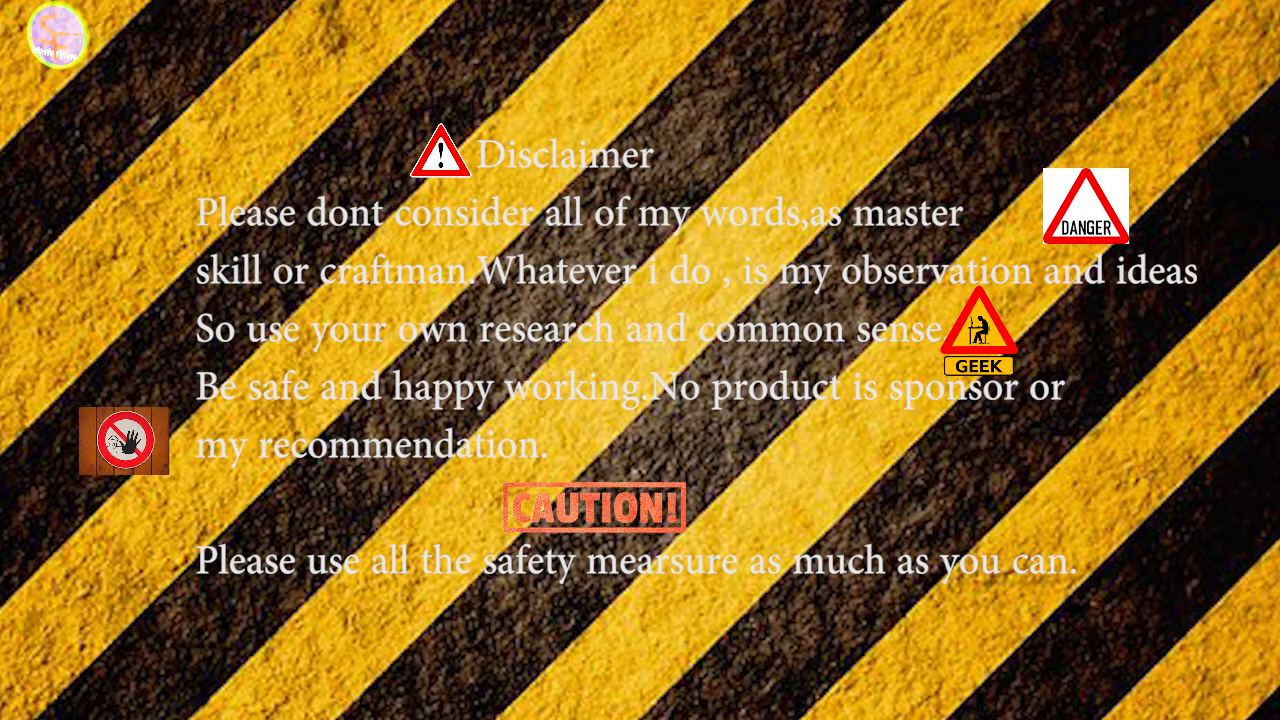 Disclaimer
Please dont consider all of my words,as master
DANGER
skill or craftman.Whatever i do , is my observation and ideas
So use your own research and common sense
GEEK
Be safe and happy working.No product is sponsor or
my recommendation.
CAUTION!
Please use all the safety mearsure as much as you can.